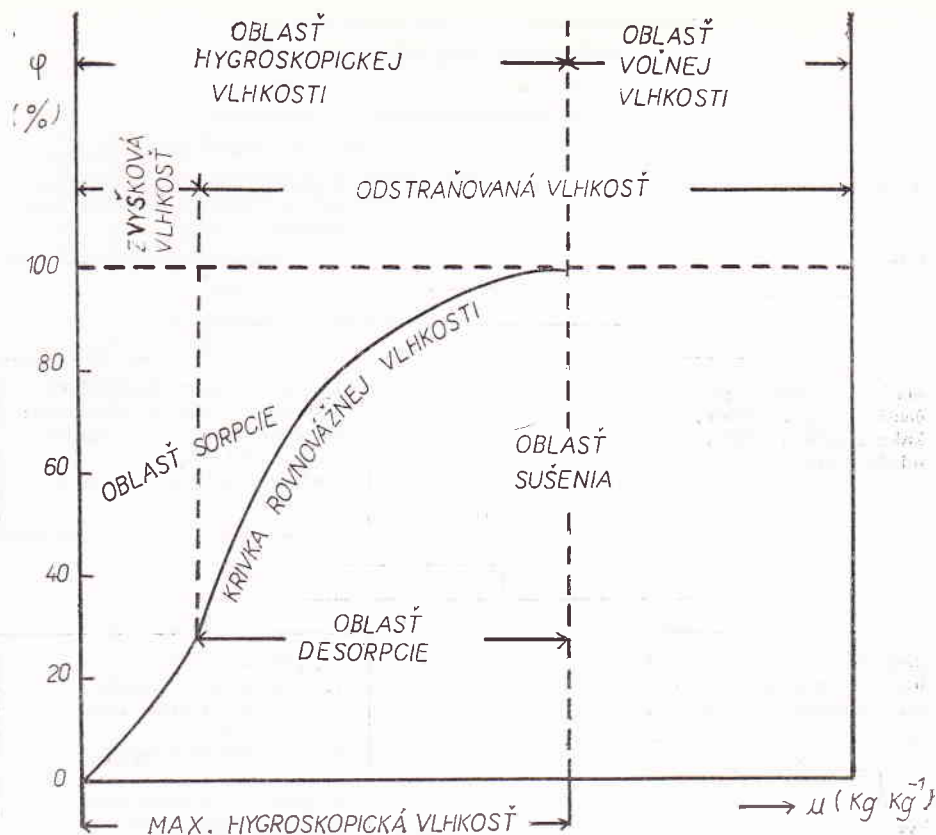 OBLASŤ
HYGROSKOPICKEJ
VLHKOSTI
OBLASŤ
VOĽNEJ
VLHKOSTI
φ
(%)
ZVYŠKOVÁ
VLHKOSŤ
ODSTRAŇOVANÁ VLHKOSŤ
100
80
60
40
20
0
OBLASŤ SORPCIE
KRIVKA ROVNOVÁŽNEJ VLHKOSTI
OBLASŤ
SUŠENIA
OBLASŤ
DESORPCIE
MAX. HYGROSKOPICKÁ VLHKOSŤ
u (kg kg⁻¹)